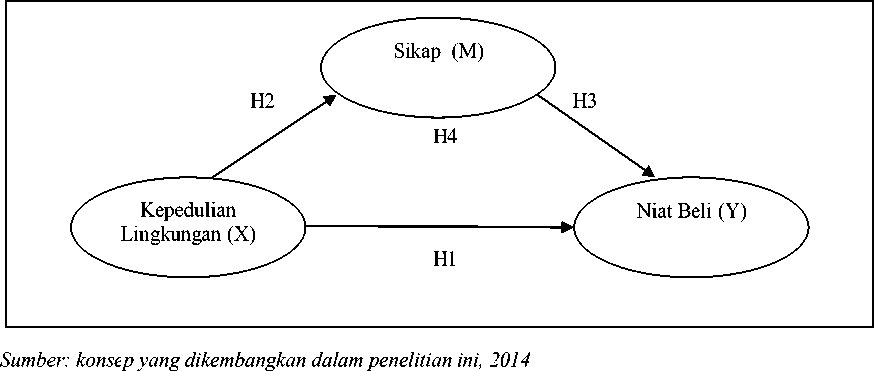 Sikap (M)
H2
H3
H4
Kepedulian
Lingkungan (X)
Niat Beli (Y)
H1
Sumber: konsep yang dikembangkan dalam penelitian ini, 2014